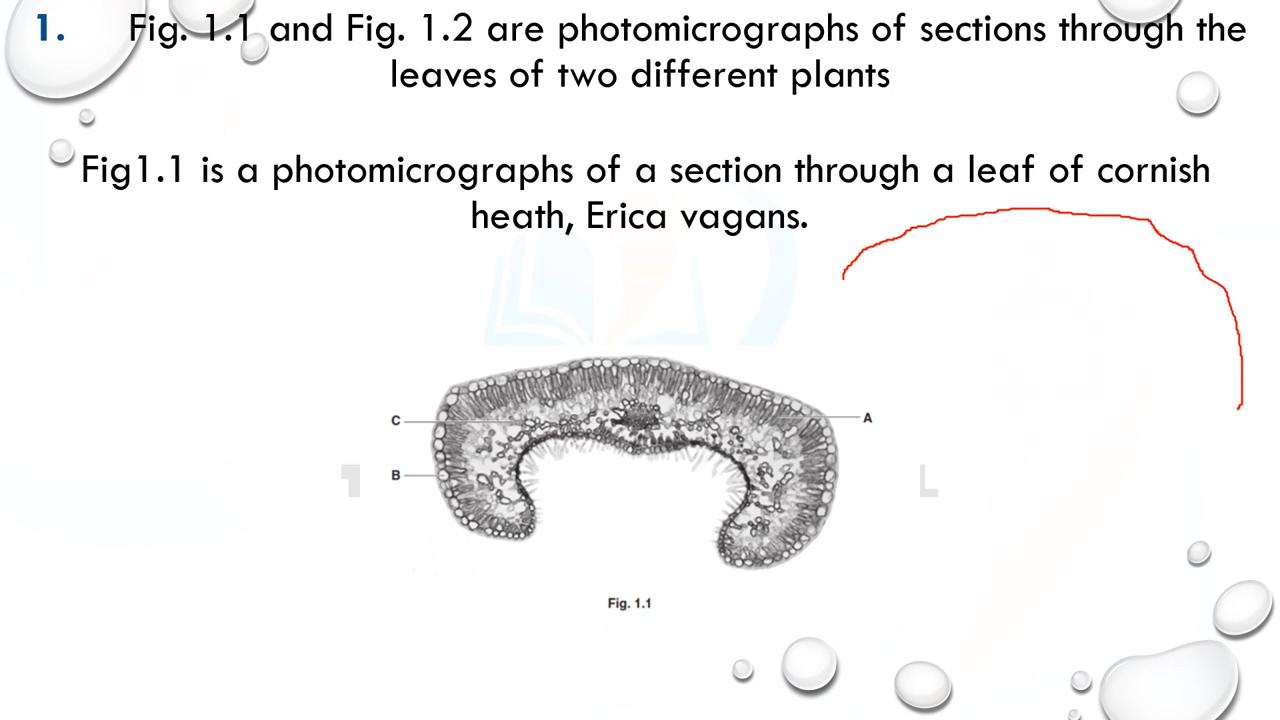 1. Fig. 1.1 and Fig. 1.2 are photomicrographs of sections through the
leaves of two different plants
Fig1.1 is a photomicrographs of a section through a leaf of cornish
heath, Erica vagans.
C
A
B
Fig. 1.1